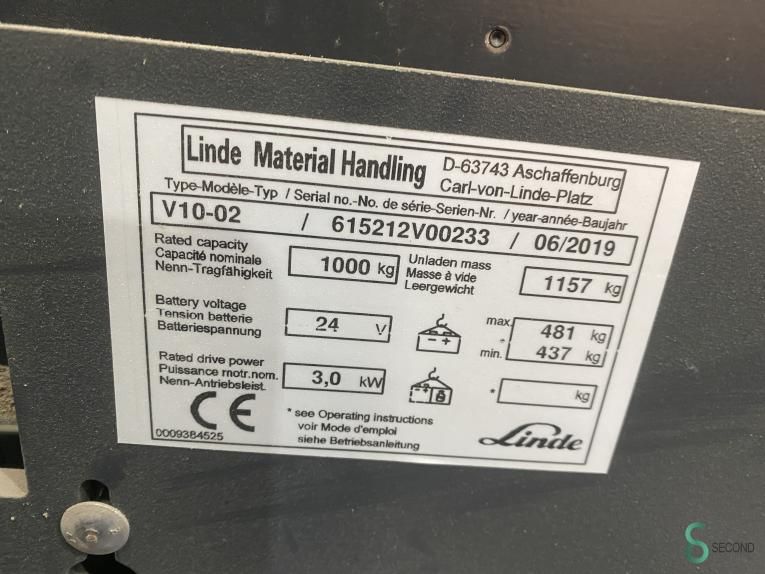 Linde Material Handling D-63743 Aschaffenburg
Carl-von-Linde-Platz
Type-Modèle-Typ / Serial no.-No. de série-Serien-Nr. / year-année-Baujahr
V10-02 / 615212V00233 / 06/2019
Rated capacity
Capacité nominale
Nenn-Tragfähigkeit
1000 kg
Unladen mass
Masse à vide
Leergewicht
1157 kg
Battery voltage
Tension batterie
Batteriespannung
24 V
- +
max. 481 kg
÷
min. 437 kg
Rated drive power
Puissance motr.nom.
Nenn-Antriebsleist.
3,0 kW
* kg
CE
0009384525
* see Operating instructions
voir Mode d'emploi
siehe Betriebsanleitung
Linde
SECOND